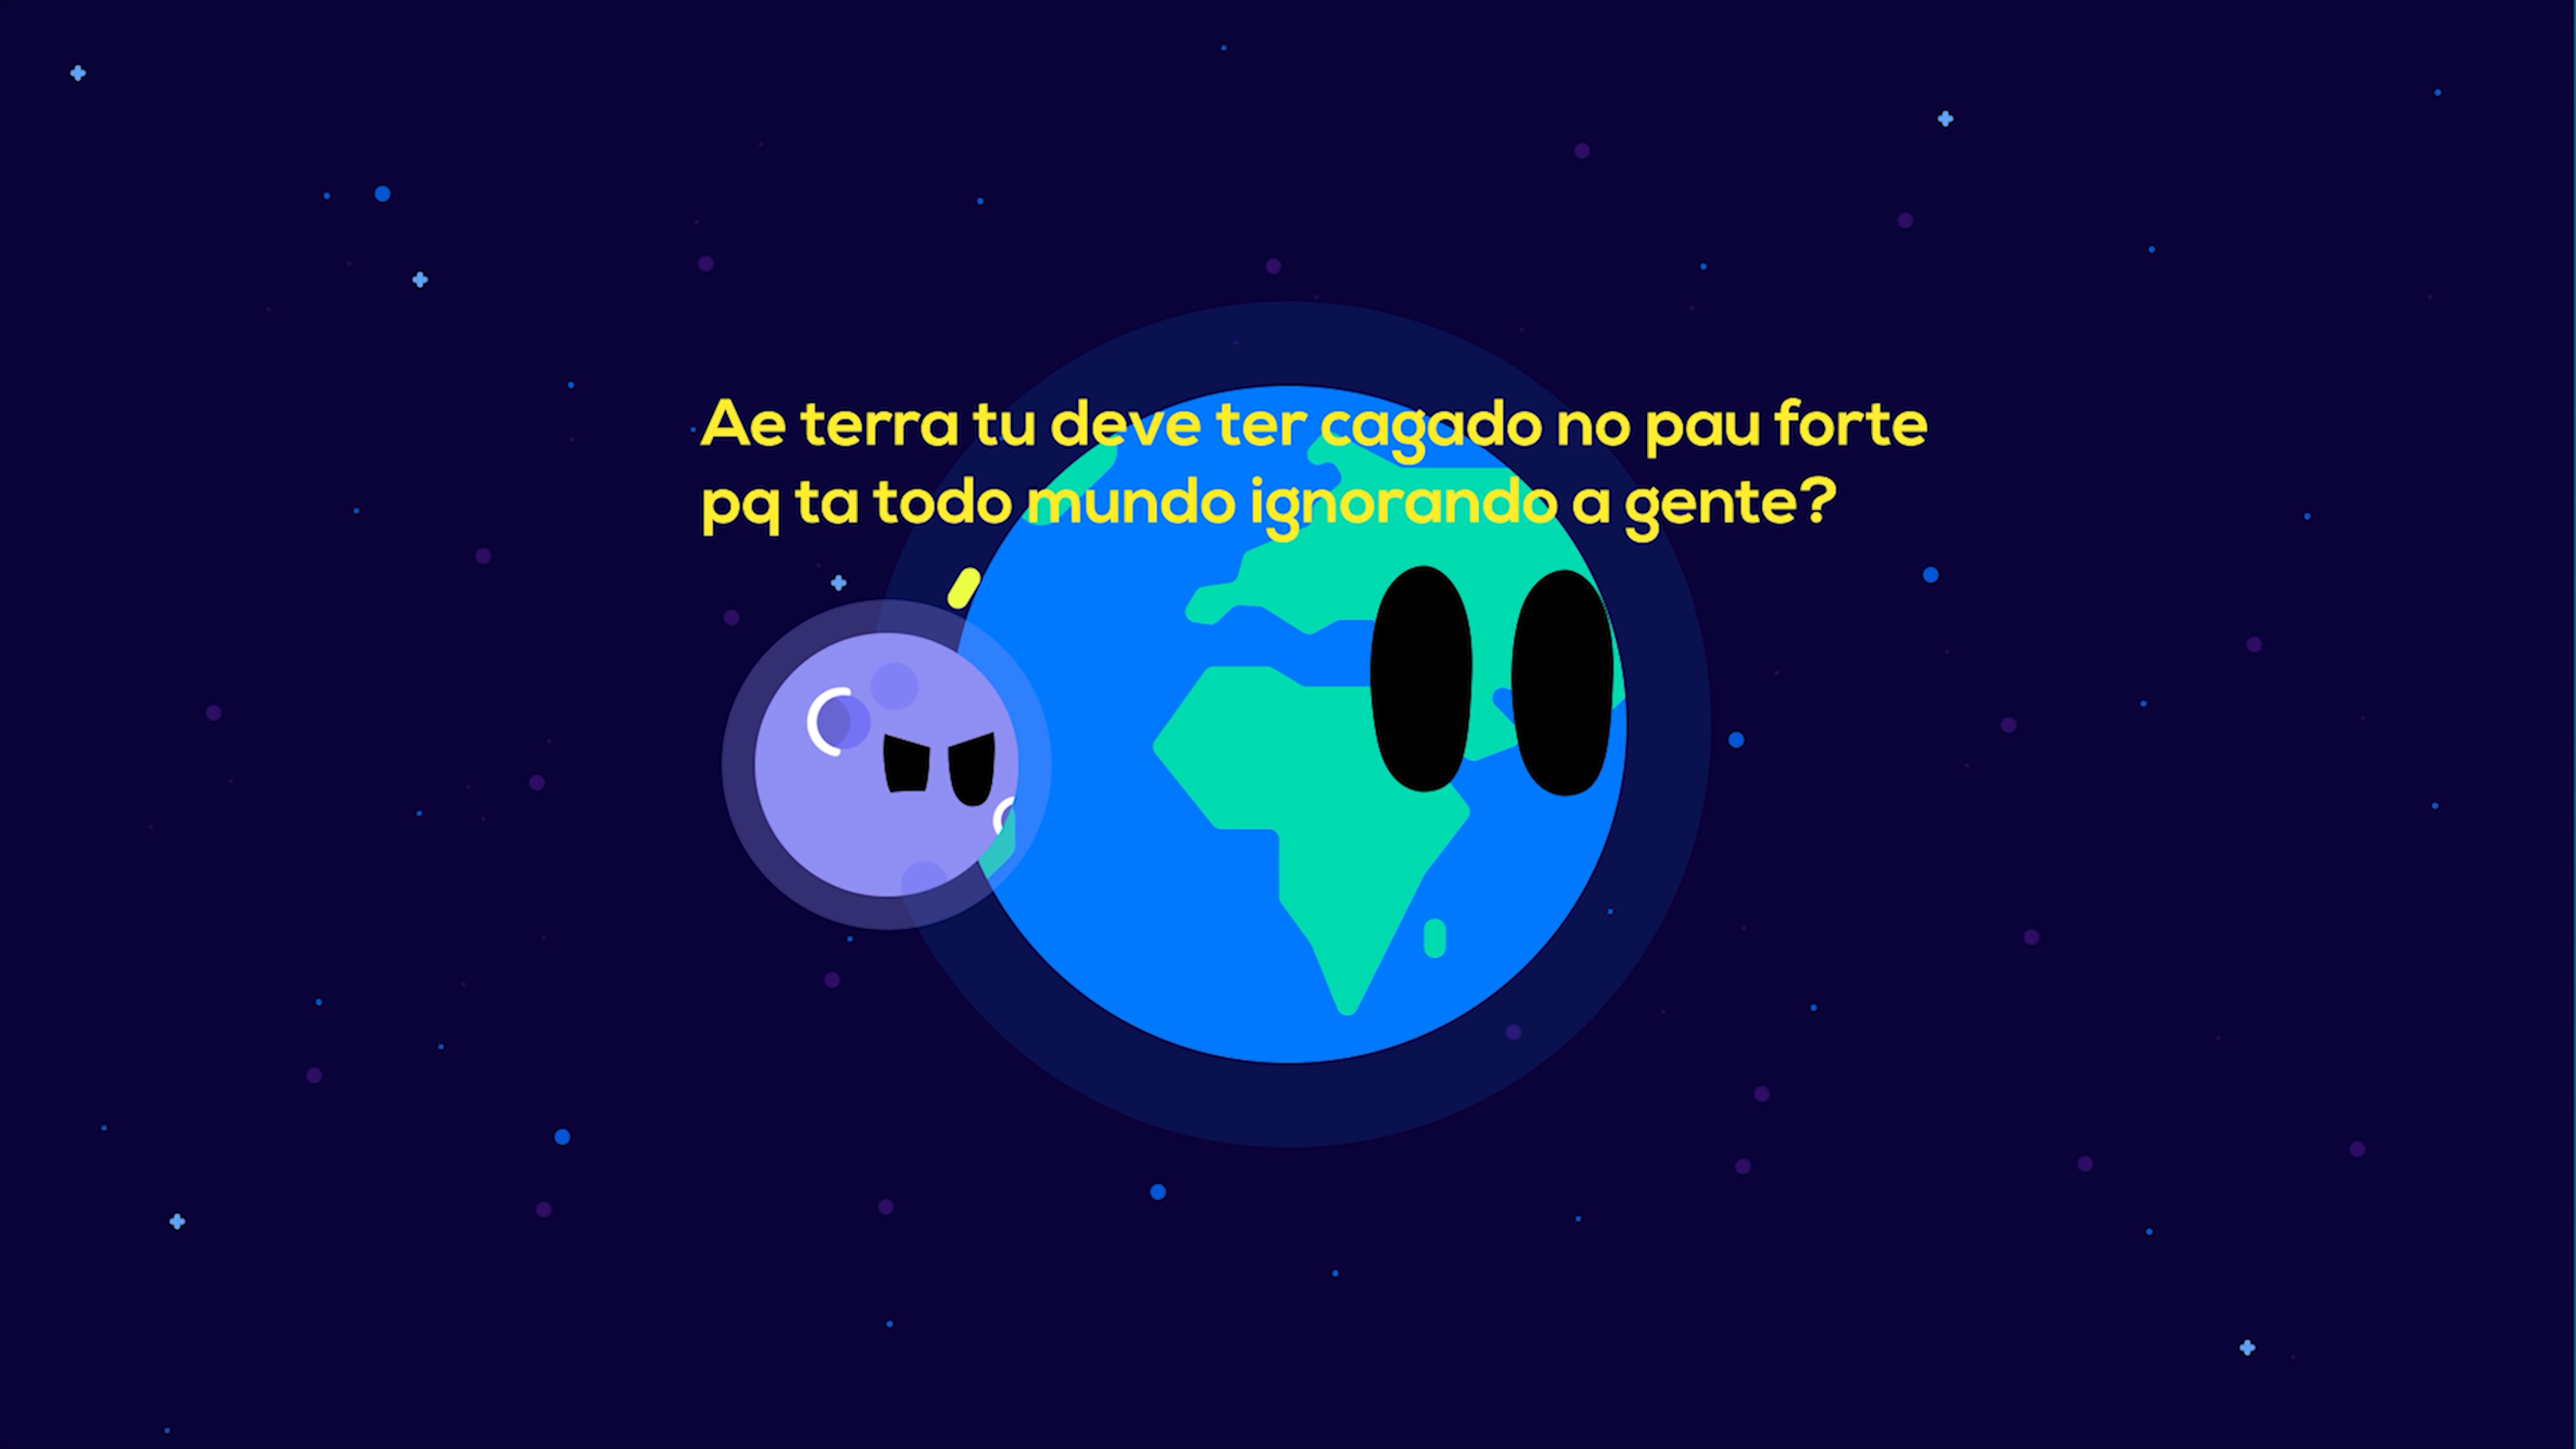 Ae terra tu deve ter cagado no pau forte
pq ta todo mundo ignorando a gente?